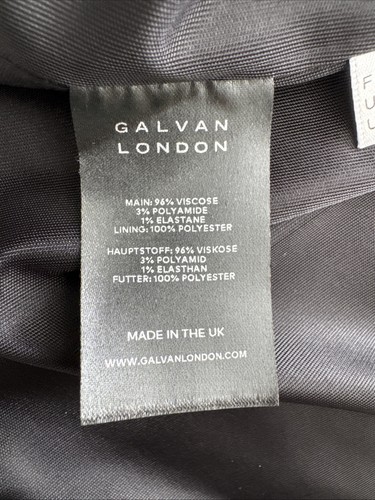 GALVAN
LONDON
MAIN: 96% VISCOSE
3% POLYAMIDE
1% ELASTANE
LINING: 100% POLYESTER
HAUPTSTOFF: 96% VISKOSE
3% POLYAMID
1% ELASTHAN
FUTTER: 100% POLYESTER
MADE IN THE UK
WWW.GALVANLONDON.COM
F
U
U